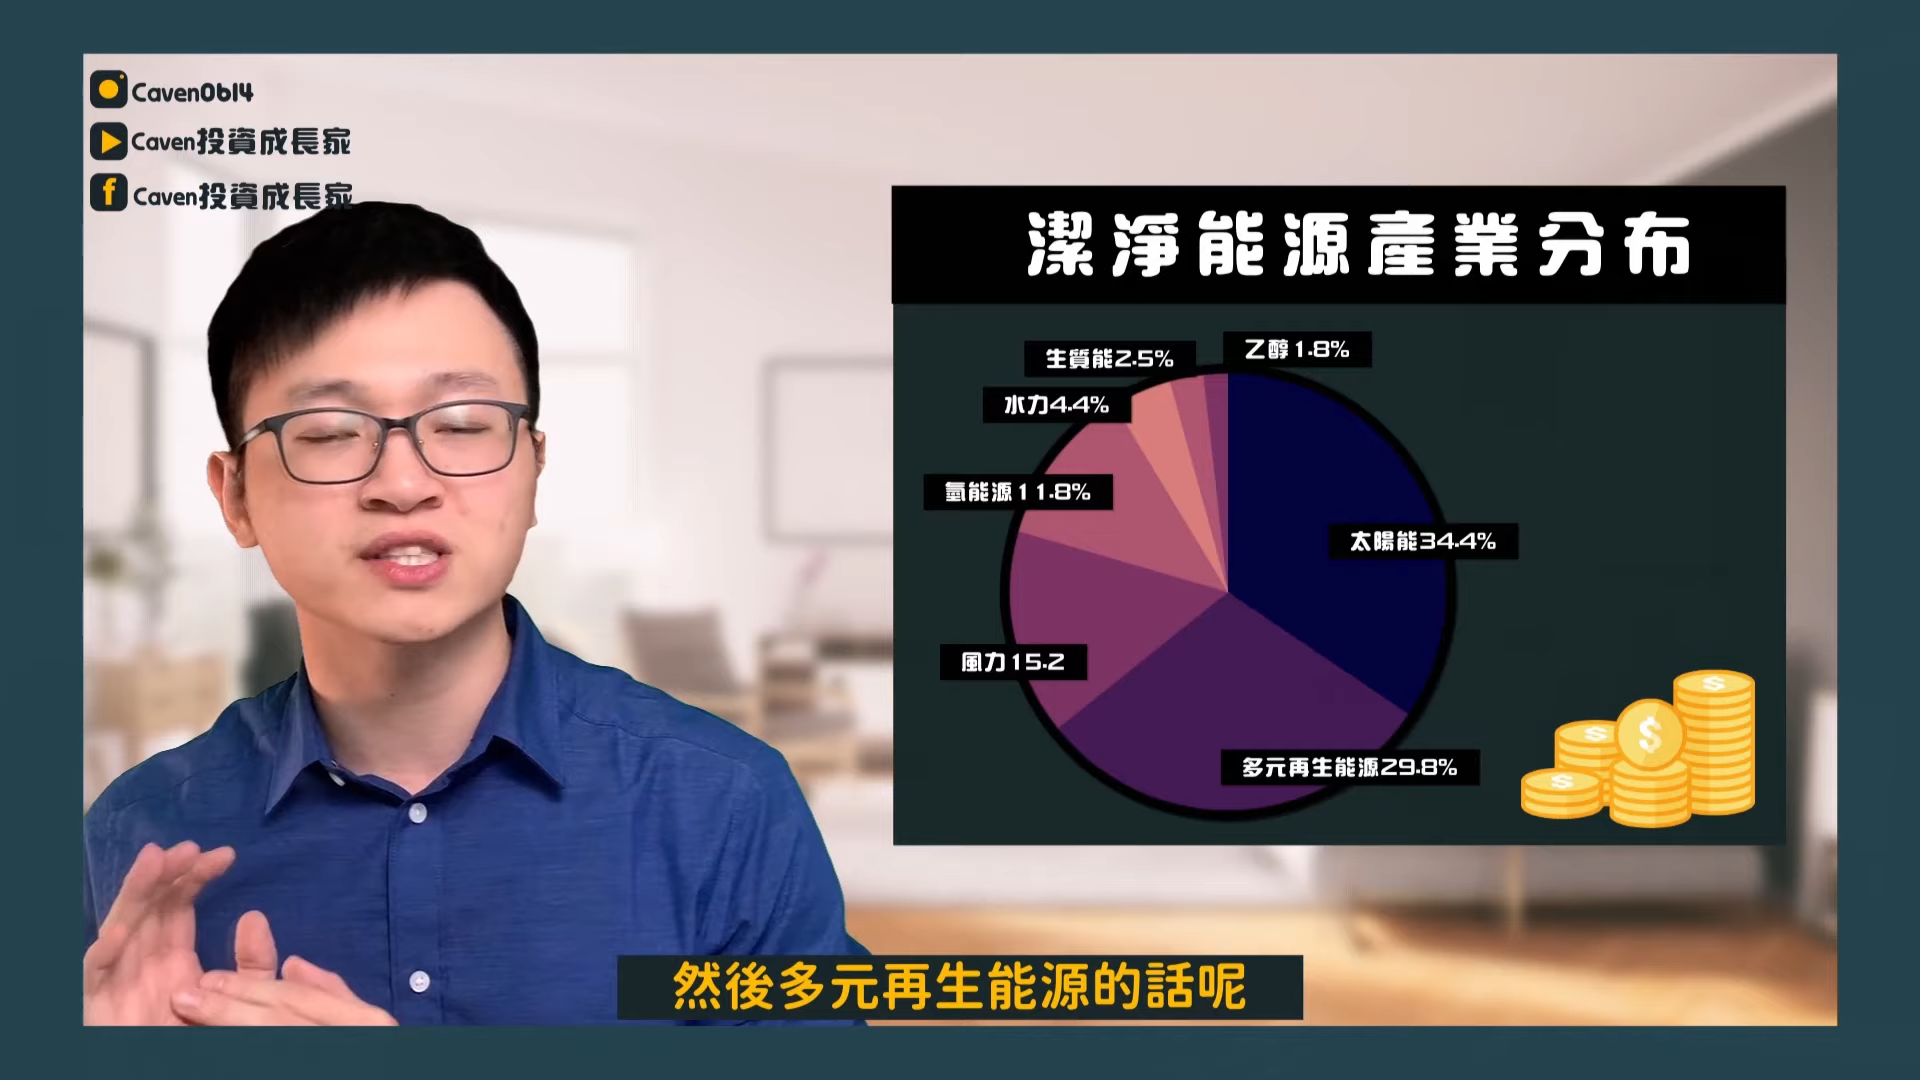 Caven0614
Caven投資成長家
Caven投資成長家
潔淨能源產業分布
乙醇1.8%
生質能2.5%
水力4.4%
氫能源11.8%
太陽能34.4%
風力15.2
多元再生能源29.8%
然後多元再生能源的話呢